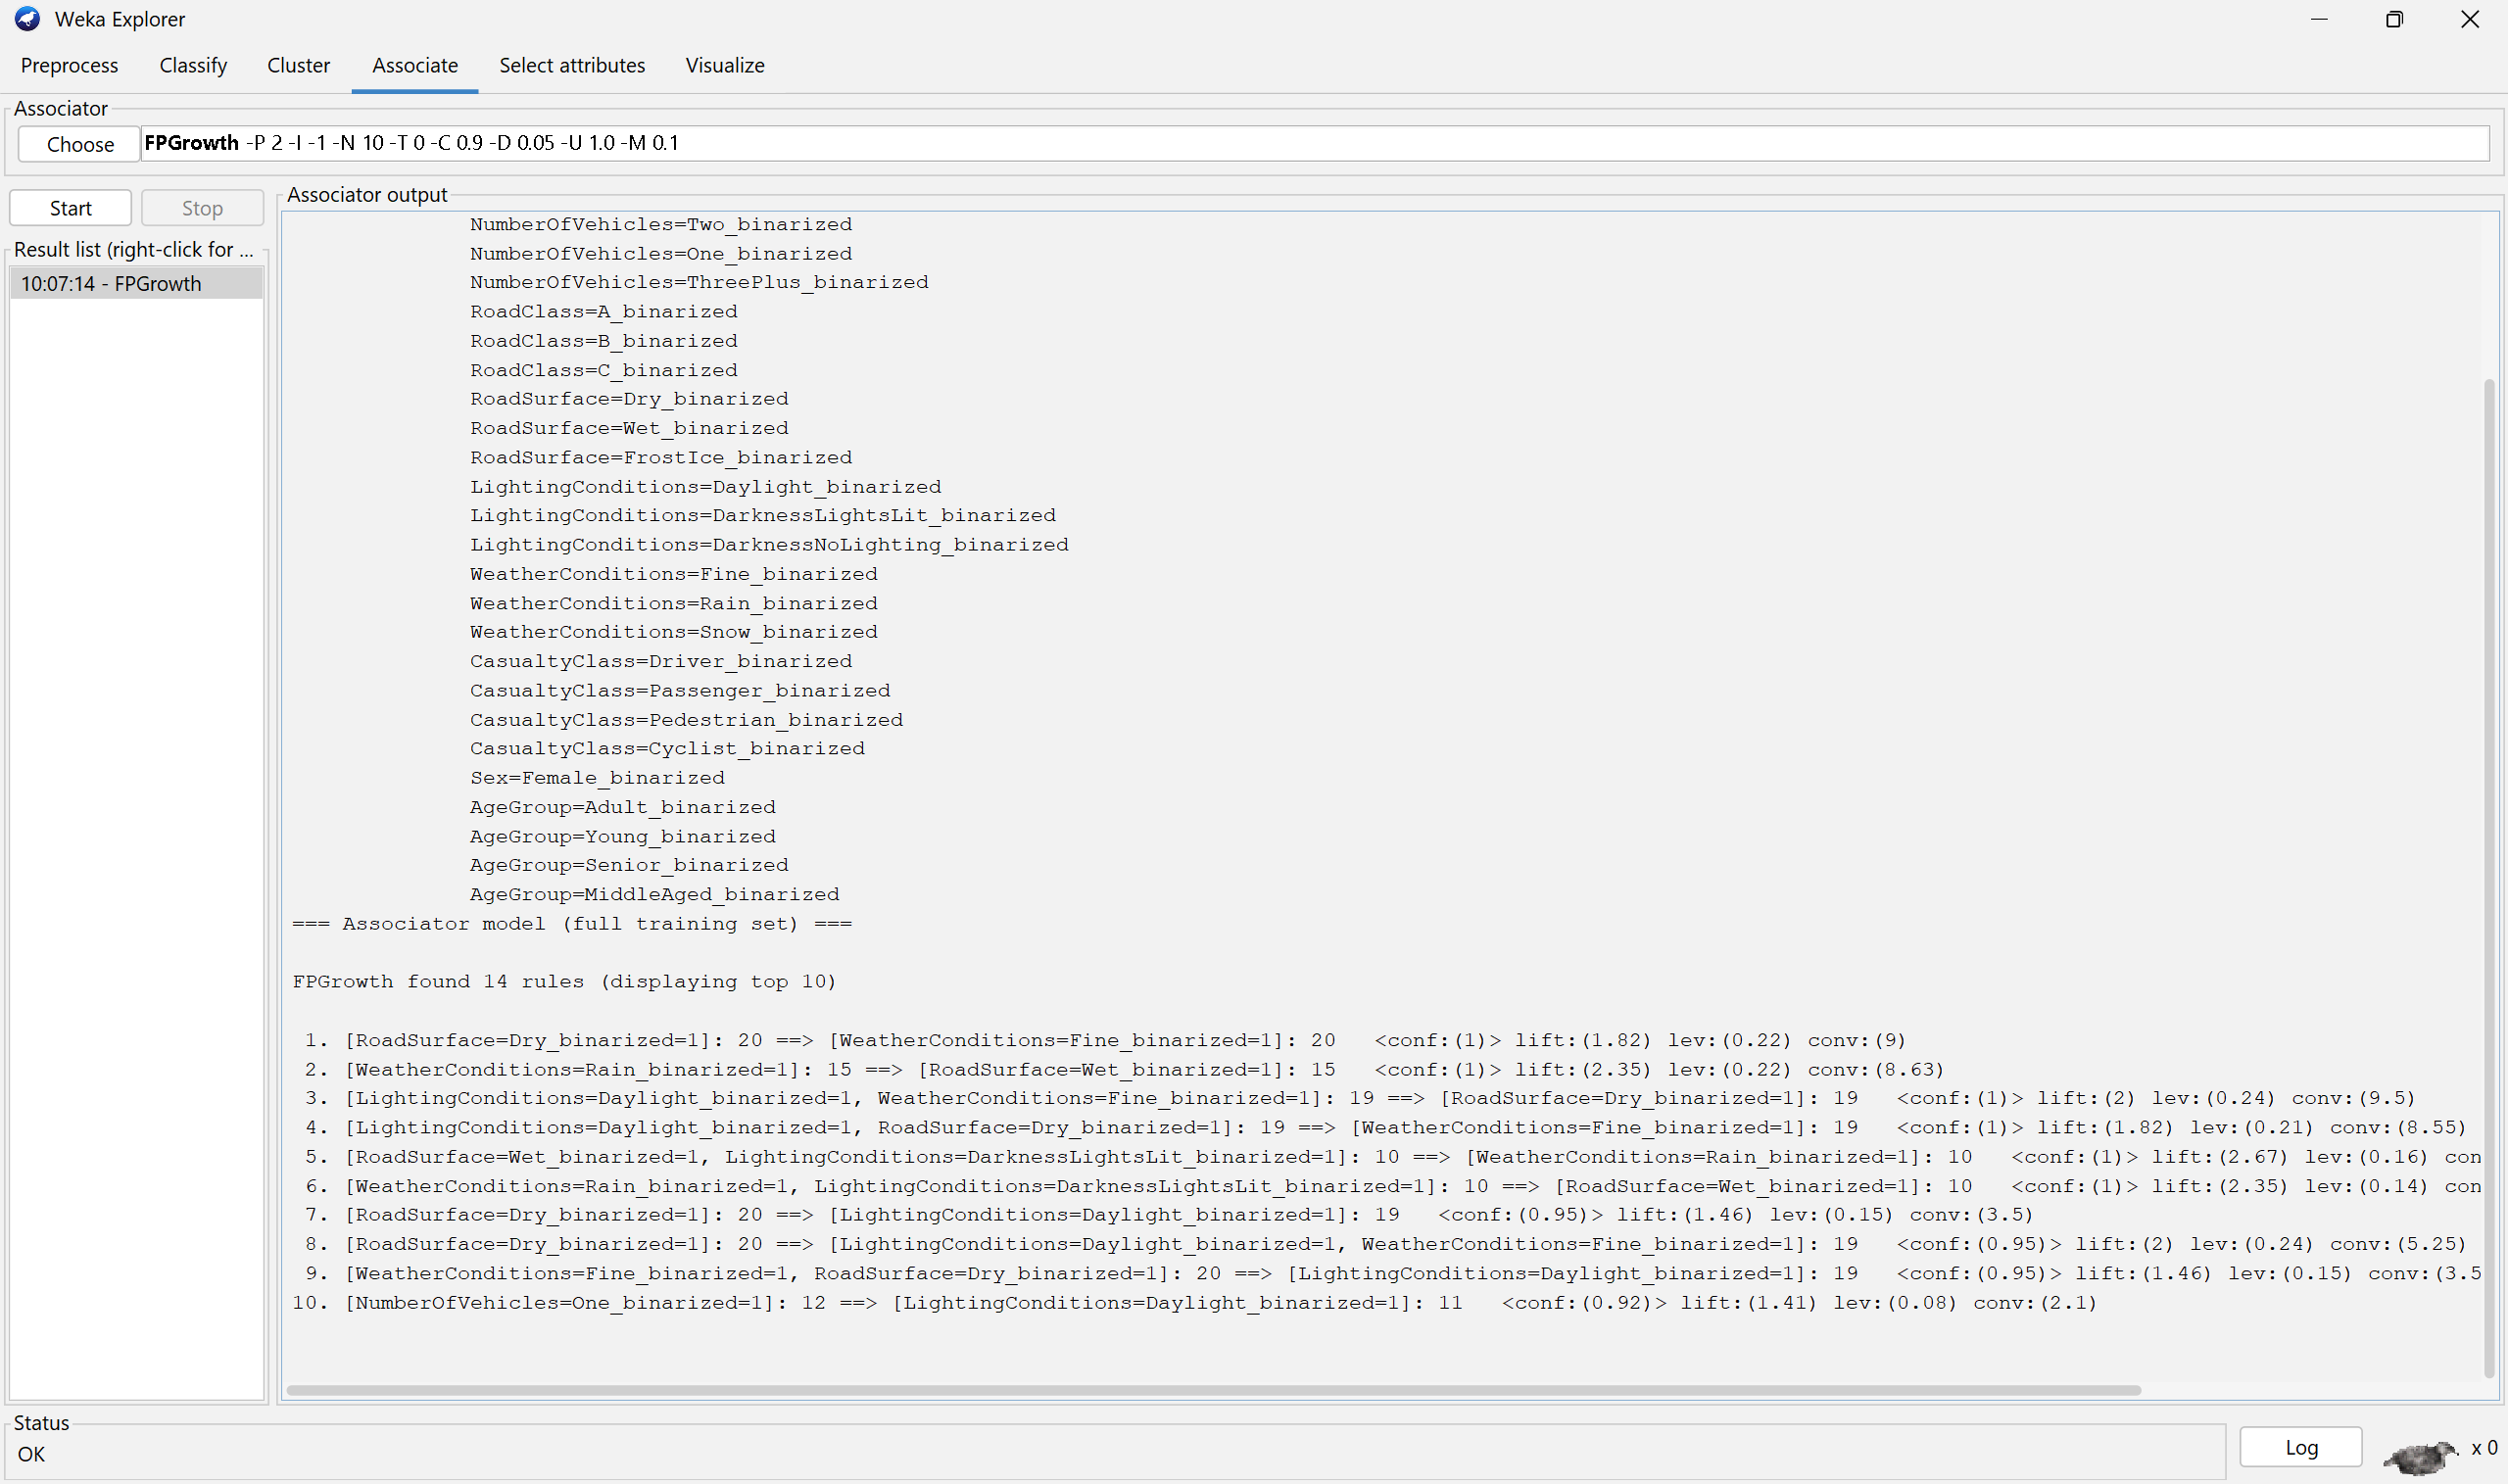 Weka Explorer
Preprocess Classify Cluster Associate Select attributes Visualize
Associator
Choose FPGrowth -P 2 -I -1 -N 10 -T 0 -C 0.9 -D 0.05 -U 1.0 -M 0.1
Start Stop
Result list (right-click for ...
10:07:14 - FPGrowth
Associator output
NumberOfVehicles=Two_binarized
NumberOfVehicles=One_binarized
NumberOfVehicles=ThreePlus_binarized
RoadClass=A_binarized
RoadClass=B_binarized
RoadClass=C_binarized
RoadSurface=Dry_binarized
RoadSurface=Wet_binarized
RoadSurface=FrostIce_binarized
LightingConditions=Daylight_binarized
LightingConditions=DarknessLightsLit_binarized
LightingConditions=DarknessNoLighting_binarized
WeatherConditions=Fine_binarized
WeatherConditions=Rain_binarized
WeatherConditions=Snow_binarized
CasualtyClass=Driver_binarized
CasualtyClass=Passenger_binarized
CasualtyClass=Pedestrian_binarized
CasualtyClass=Cyclist_binarized
Sex=Female_binarized
AgeGroup=Adult_binarized
AgeGroup=Young_binarized
AgeGroup=Senior_binarized
AgeGroup=MiddleAged_binarized
=== Associator model (full training set) ===
FPGrowth found 14 rules (displaying top 10)
1. [RoadSurface=Dry_binarized=1]: 20 ==> [WeatherConditions=Fine_binarized=1]: 20 <conf:(1)> lift:(1.82) lev:(0.22) conv:(9)
2. [WeatherConditions=Rain_binarized=1]: 15 ==> [RoadSurface=Wet_binarized=1]: 15 <conf:(1)> lift:(2.35) lev:(0.22) conv:(8.63)
3. [LightingConditions=Daylight_binarized=1, WeatherConditions=Fine_binarized=1]: 19 ==> [RoadSurface=Dry_binarized=1]: 19 <conf:(1)> lift:(2) lev:(0.24) conv:(9.5)
4. [LightingConditions=Daylight_binarized=1, RoadSurface=Dry_binarized=1]: 19 ==> [WeatherConditions=Fine_binarized=1]: 19 <conf:(1)> lift:(1.82) lev:(0.21) conv:(8.55)
5. [RoadSurface=Wet_binarized=1, LightingConditions=DarknessLightsLit_binarized=1]: 10 ==> [WeatherConditions=Rain_binarized=1]: 10 <conf:(1)> lift:(2.67) lev:(0.16) con
6. [WeatherConditions=Rain_binarized=1, LightingConditions=DarknessLightsLit_binarized=1]: 10 ==> [RoadSurface=Wet_binarized=1]: 10 <conf:(1)> lift:(2.35) lev:(0.14) con
7. [RoadSurface=Dry_binarized=1]: 20 ==> [LightingConditions=Daylight_binarized=1]: 19 <conf:(0.95)> lift:(1.46) lev:(0.15) conv:(3.5)
8. [RoadSurface=Dry_binarized=1]: 20 ==> [LightingConditions=Daylight_binarized=1, WeatherConditions=Fine_binarized=1]: 19 <conf:(0.95)> lift:(2) lev:(0.24) conv:(5.25)
9. [WeatherConditions=Fine_binarized=1, RoadSurface=Dry_binarized=1]: 20 ==> [LightingConditions=Daylight_binarized=1]: 19 <conf:(0.95)> lift:(1.46) lev:(0.15) conv:(3.5
10. [NumberOfVehicles=One_binarized=1]: 12 ==> [LightingConditions=Daylight_binarized=1]: 11 <conf:(0.92)> lift:(1.41) lev:(0.08) conv:(2.1)
Status
OK
Log x 0